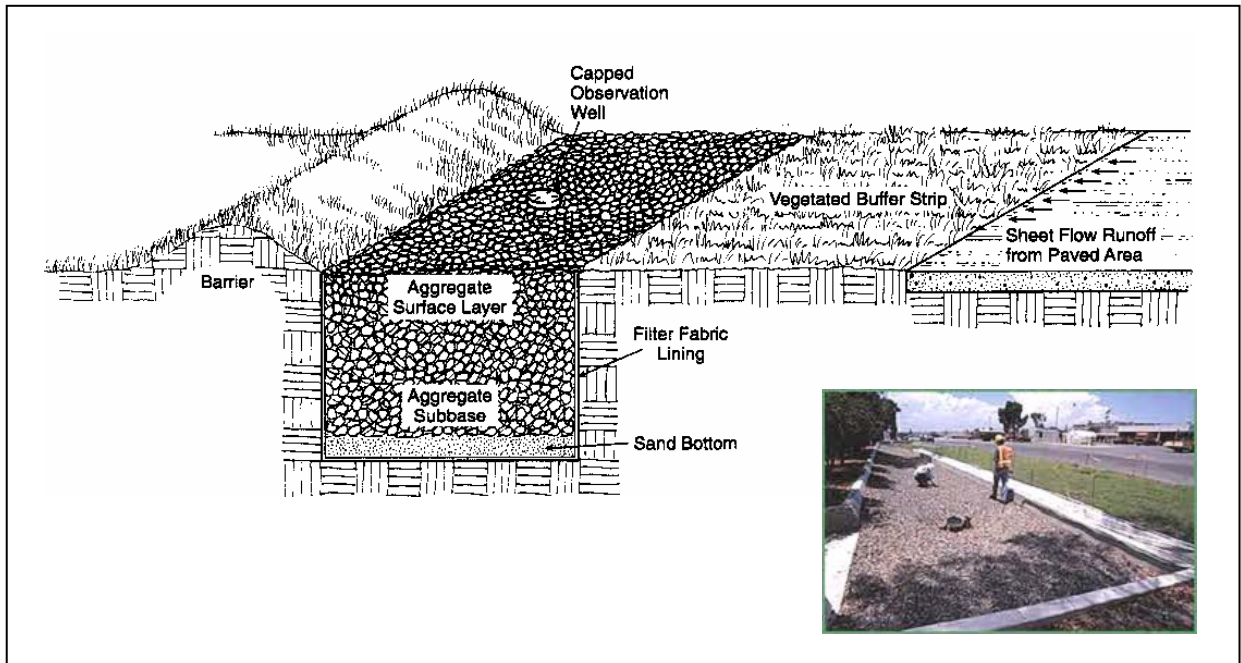 Capped
Observation
Well
Vegetated Buffer Strip
Sheet Flow Runoff
from Paved Area
Barrier
Aggregate
Surface Layer
Filter Fabric
Lining
Aggregate
Subbase
Sand Bottom